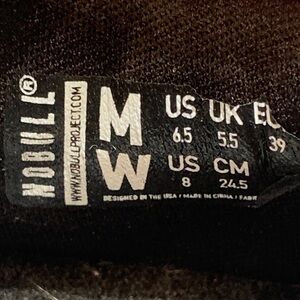 NOBULL®
WWW.NOBULLPROJECT.COM
M US UK EU
6.5 5.5 39
W US CM
8 24.5
DESIGNED IN THE USA / MADE IN CHINA /